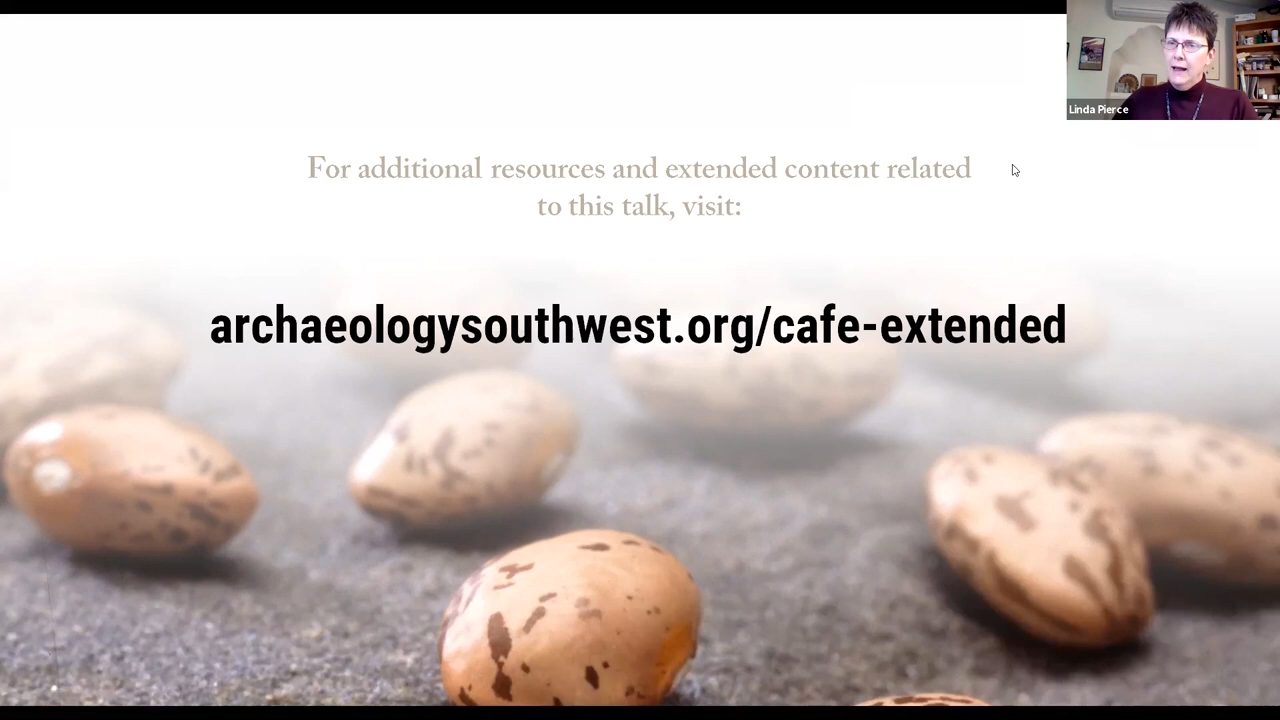 Linda Pierce
For additional resources and extended content related
to this talk, visit:
archaeologysouthwest.org/cafe-extended